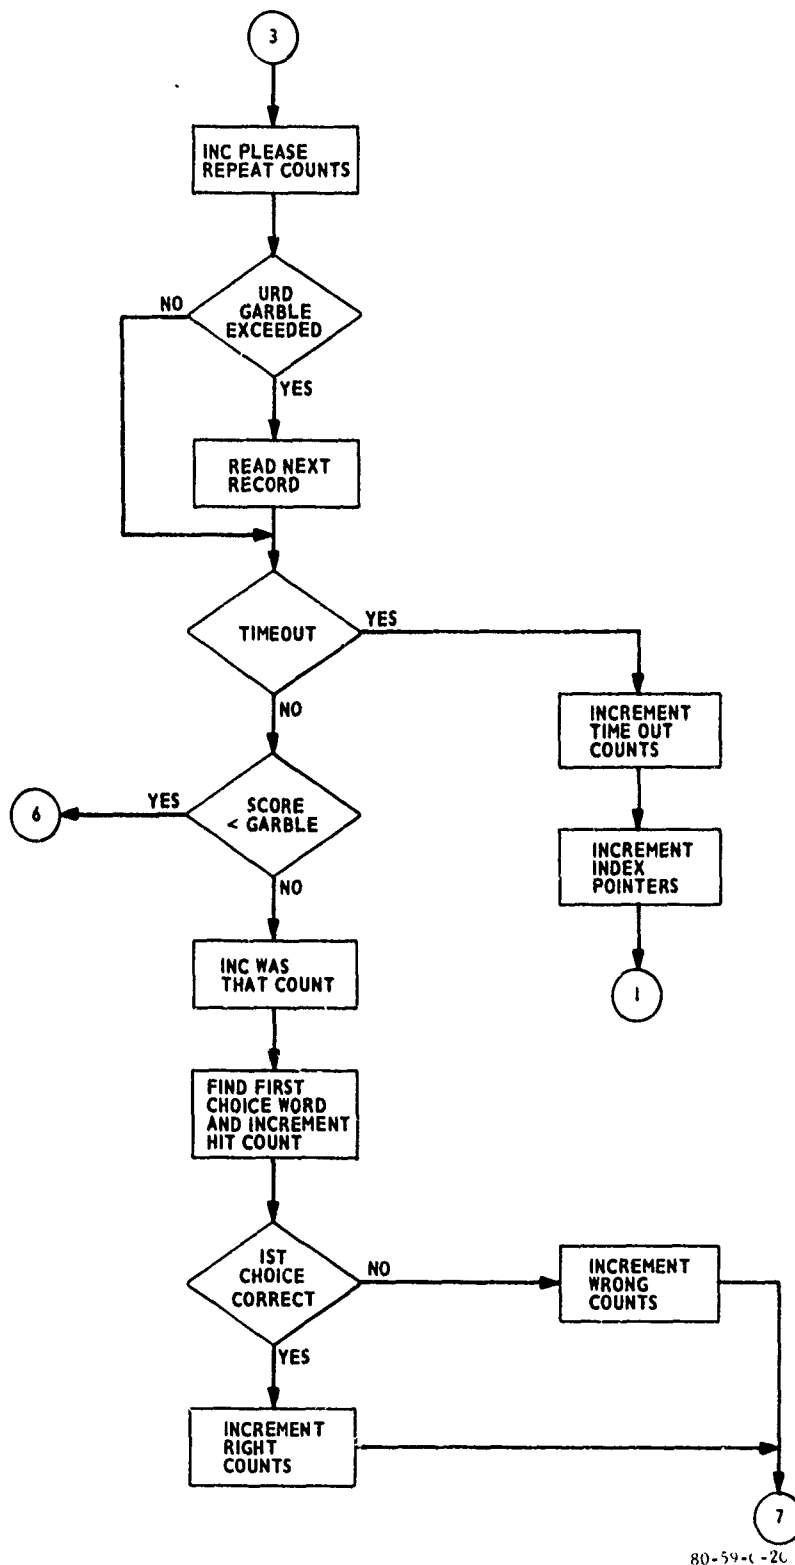 3
INC PLEASE
REPEAT COUNTS
URD
GARBLE
EXCEEDED
NO
YES
READ NEXT
RECORD
TIMEOUT
YES
NO
INCREMENT
TIME OUT
COUNTS
SCORE
< GARBLE
YES
6
NO
INCREMENT
INDEX
POINTERS
INC WAS
THAT COUNT
1
FIND FIRST
CHOICE WORD
AND INCREMENT
HIT COUNT
IST
CHOICE
CORRECT
NO
YES
INCREMENT
WRONG
COUNTS
INCREMENT
RIGHT
COUNTS
7